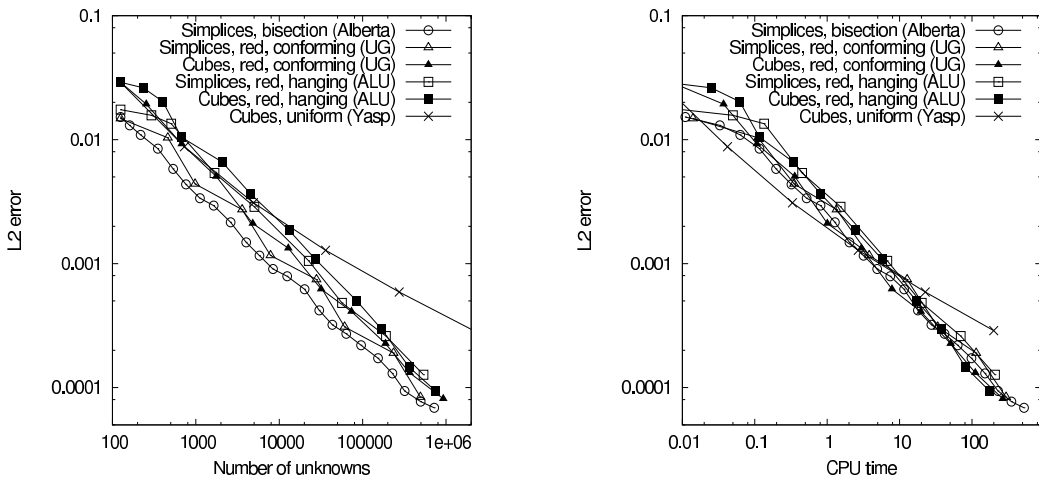 0.1
0.01
0.001
0.0001
L2 error
100
1000
10000
100000
1e+06
Number of unknowns
Simplices, bisection (Alberta)
Simplices, red, conforming (UG)
Cubes, red, conforming (UG)
Simplices, red, hanging (ALU)
Cubes, red, hanging (ALU)
Cubes, uniform (Yasp)
0.1
0.01
0.001
0.0001
L2 error
0.01
0.1
1
10
100
CPU time
Simplices, bisection (Alberta)
Simplices, red, conforming (UG)
Cubes, red, conforming (UG)
Simplices, red, hanging (ALU)
Cubes, red, hanging (ALU)
Cubes, uniform (Yasp)